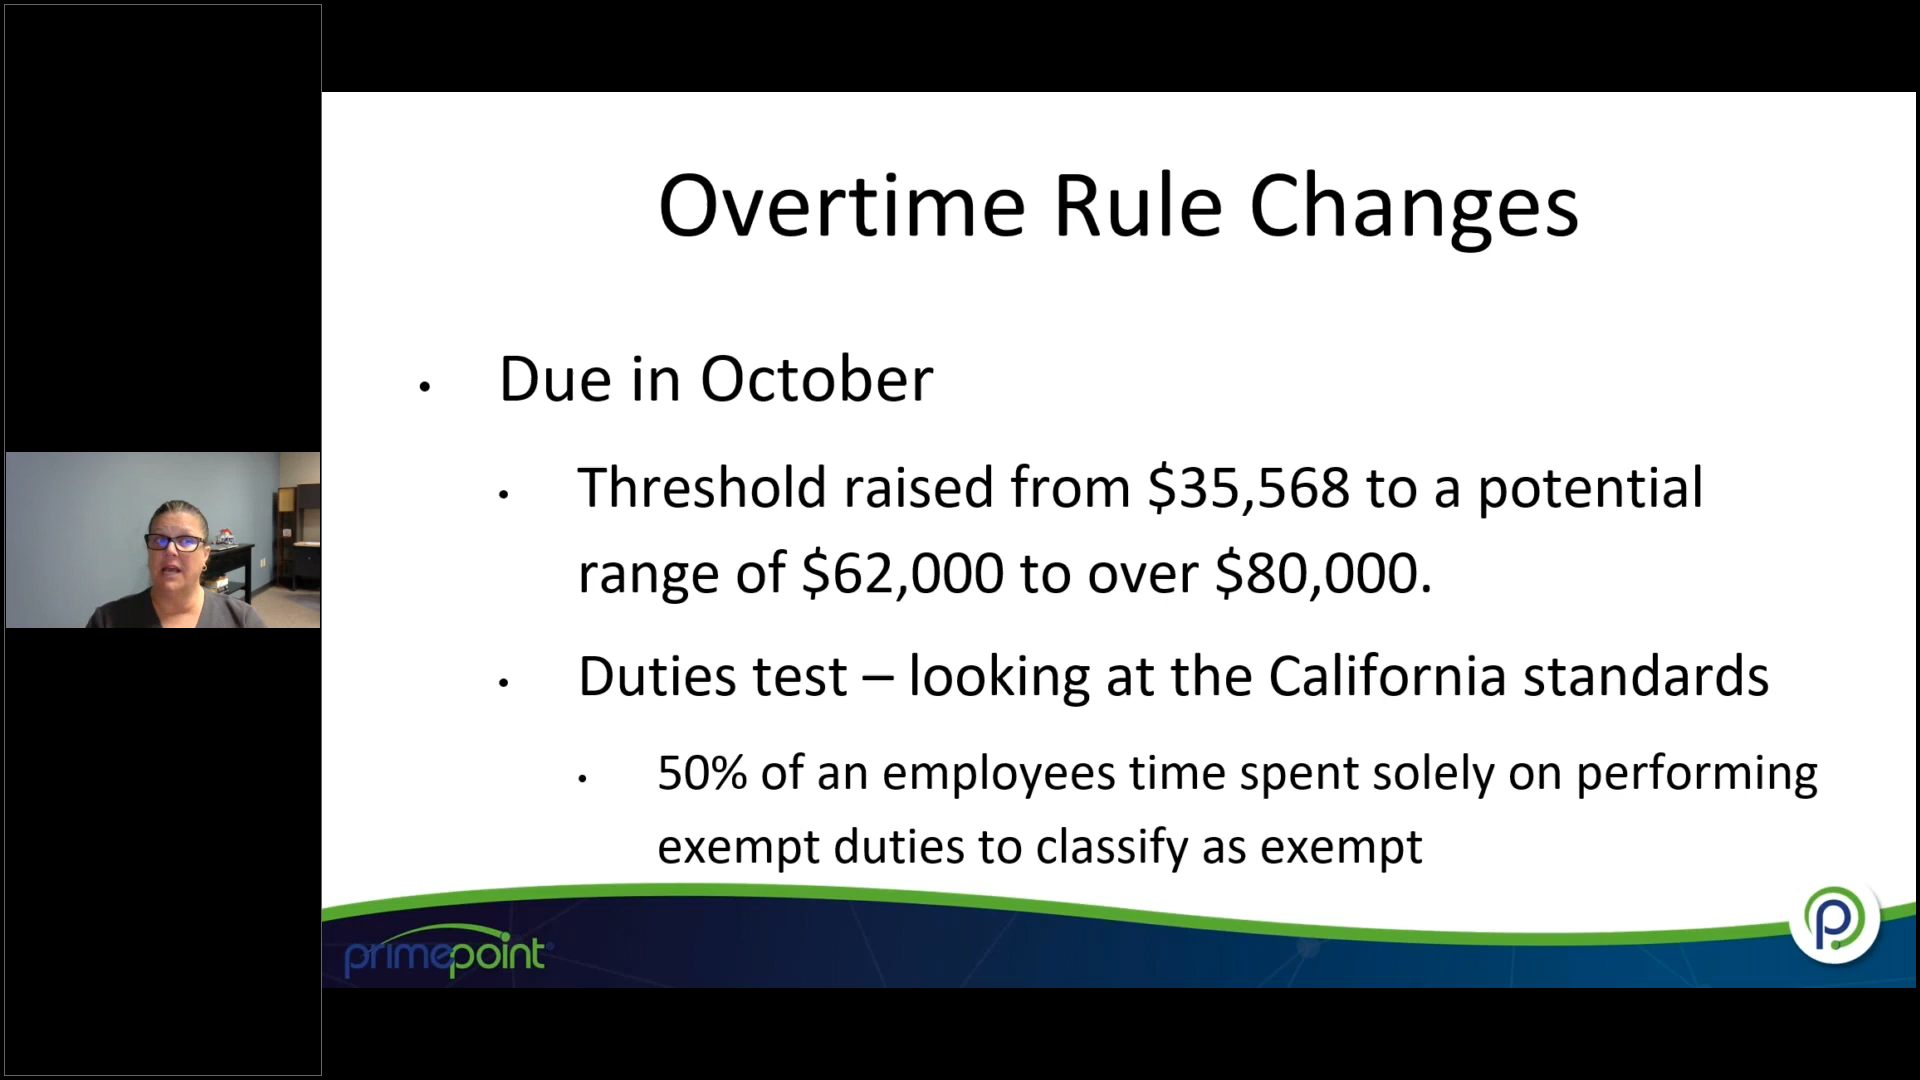 Overtime Rule Changes
• Due in October
• Threshold raised from $35,568 to a potential
range of $62,000 to over $80,000.
• Duties test – looking at the California standards
• 50% of an employees time spent solely on performing
exempt duties to classify as exempt
primepoint®
p